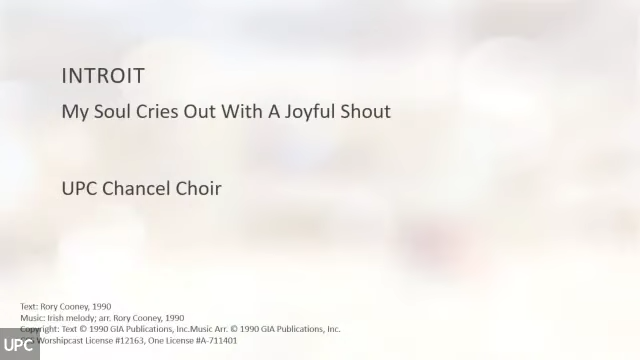 INTROIT
My Soul Cries Out With A Joyful Shout
UPC Chancel Choir
Text: Rory Cooney, 1990
Music: Irish melody; arr. Rory Cooney, 1990
Copyright: Text © 1990 GIA Publications, Inc.Music Arr. © 1990 GIA Publications, Inc.
Worshipcast License #12163, One License #A-711401
UPC